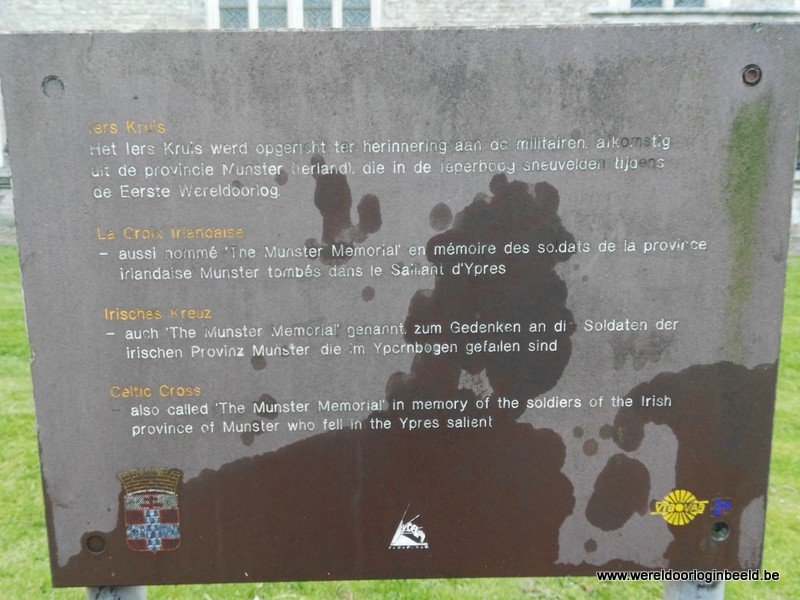 Iers Kruis
Het Iers Kruis werd opgericht ter herinnering aan de militairen, afkomstig
uit de provincie Munster (Ierland), die in de Ieperboog sneuvelden tijdens
de Eerste Wereldoorlog.
La Croix Irlandaise
– aussi nommé 'The Munster Memorial' en mémoire des soldats de la province
irlandaise Munster tombés dans le Saillant d'Ypres
Irisches Kreuz
– auch 'The Munster Memorial' genannt, zum Gedenken an die Soldaten der
irischen Provinz Munster, die im Ypernbogen gefallen sind
Celtic Cross
– also called 'The Munster Memorial' in memory of the soldiers of the Irish
province of Munster who fell in the Ypres salient
VTB VAB
www.wereldoorloginbeeld.be